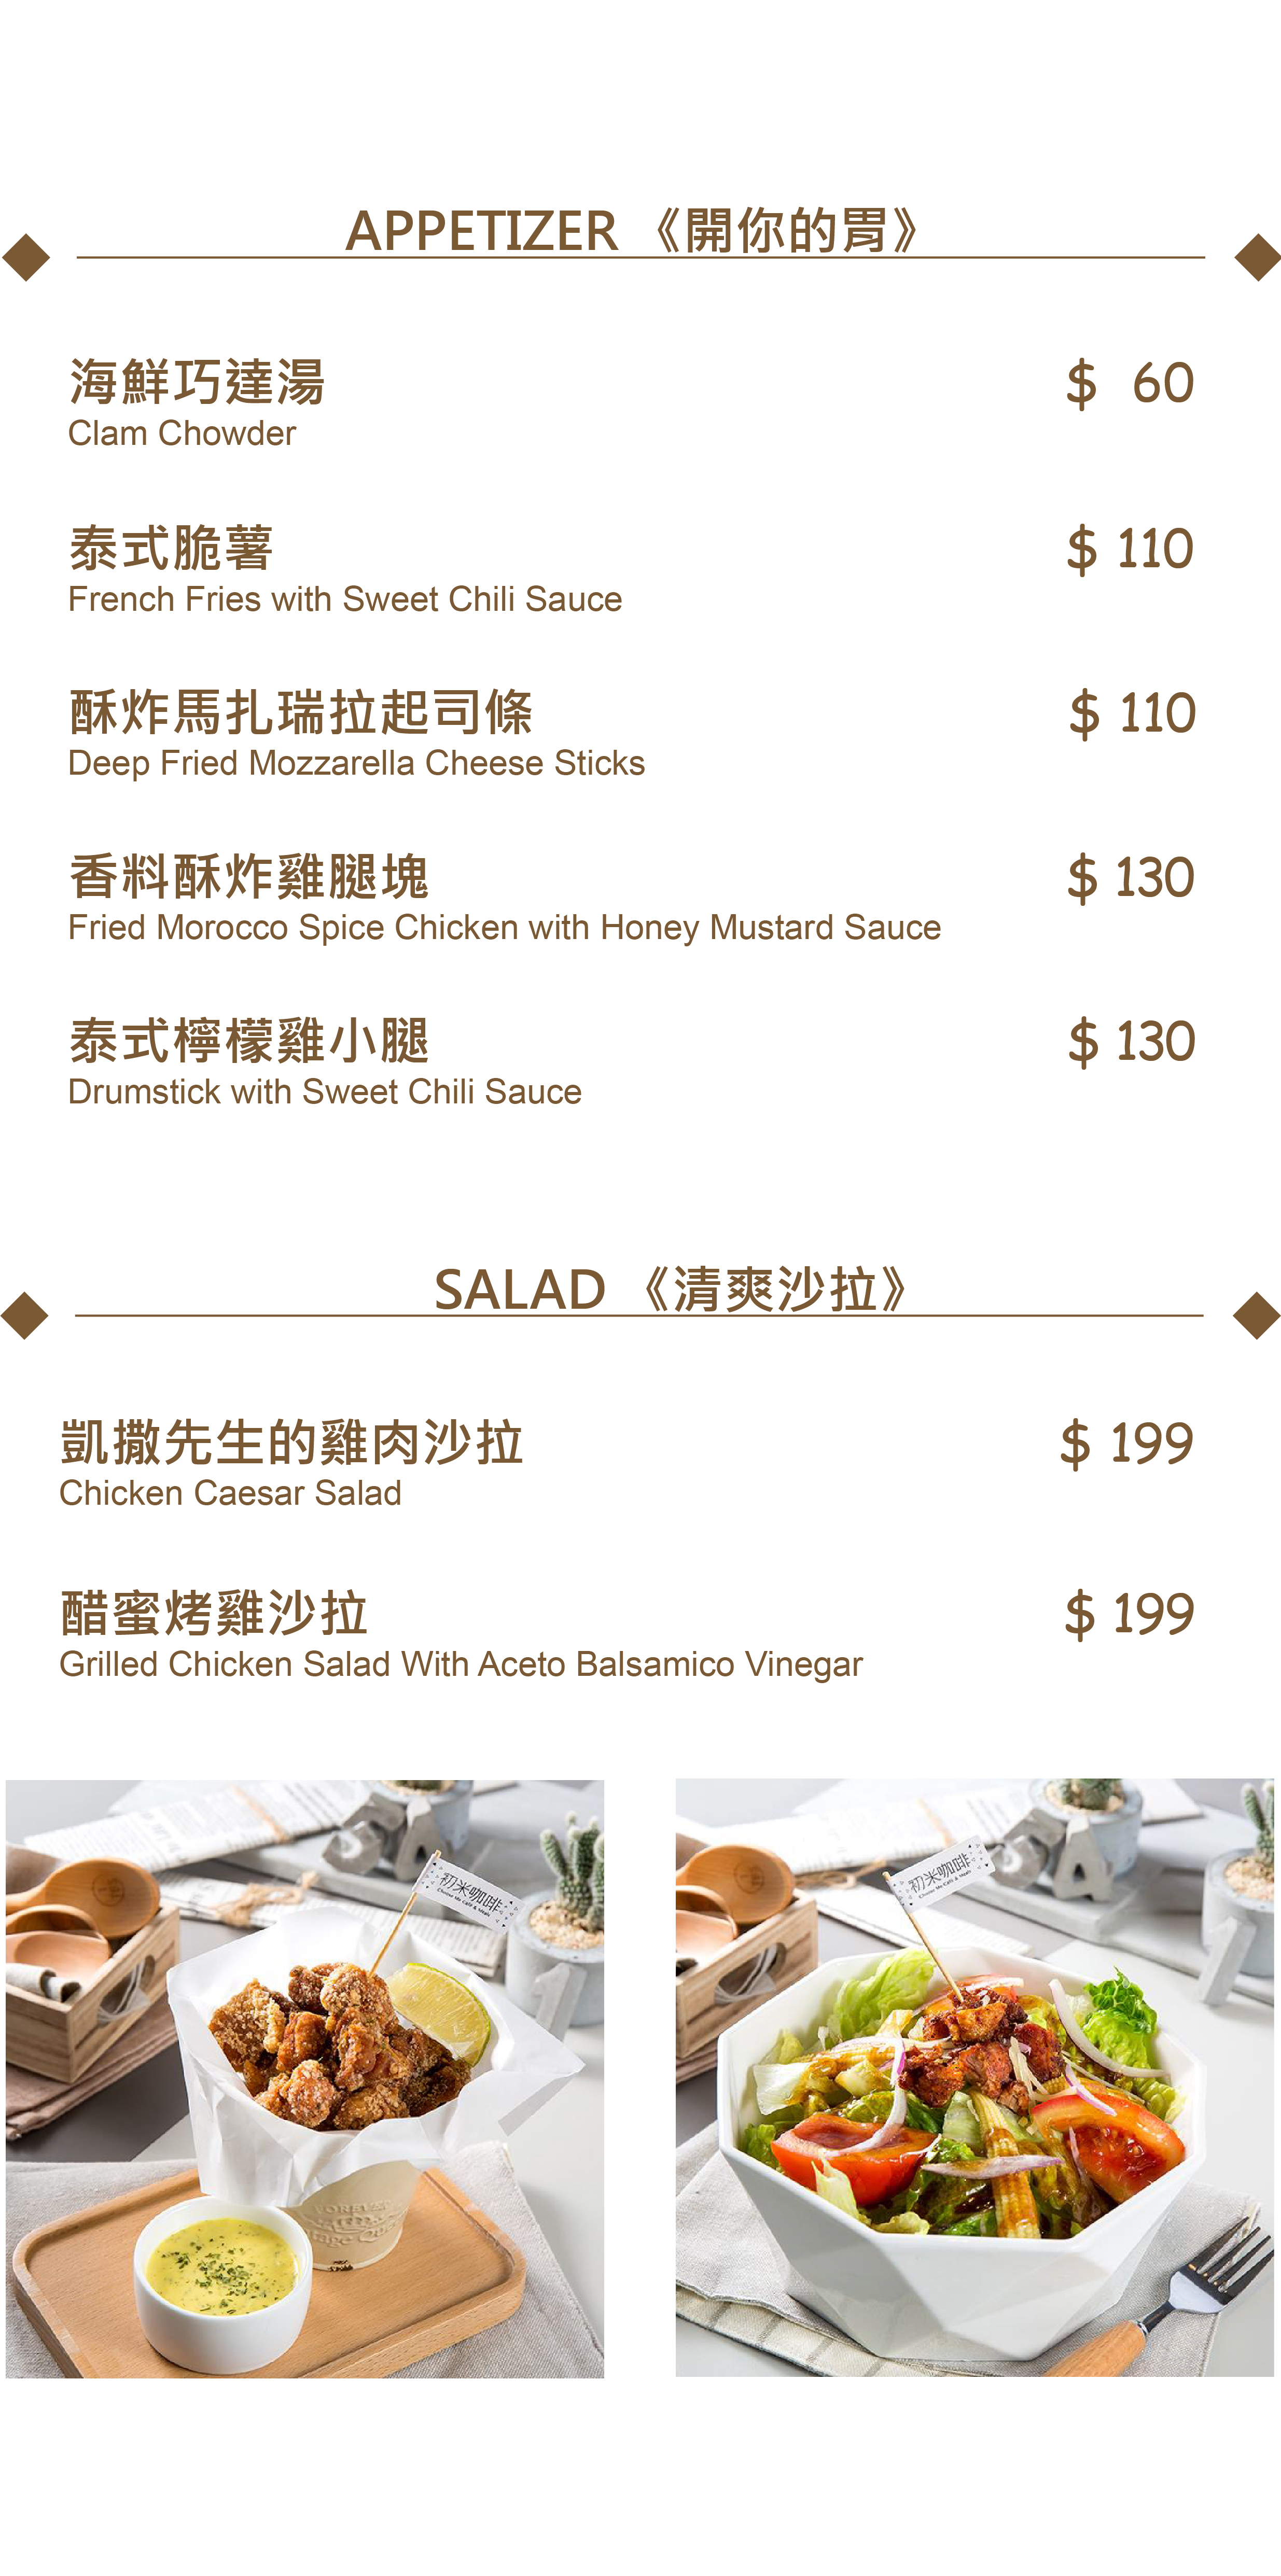 APPETIZER 《開你的胃》
海鮮巧達湯 $ 60
Clam Chowder
泰式脆薯 $ 110
French Fries with Sweet Chili Sauce
酥炸馬扎瑞拉起司條 $ 110
Deep Fried Mozzarella Cheese Sticks
香料酥炸雞腿塊 $ 130
Fried Morocco Spice Chicken with Honey Mustard Sauce
泰式檸檬雞小腿 $ 130
Drumstick with Sweet Chili Sauce
SALAD 《清爽沙拉》
凱撒先生的雞肉沙拉 $ 199
Chicken Caesar Salad
醋蜜烤雞沙拉 $ 199
Grilled Chicken Salad With Aceto Balsamico Vinegar
初米咖啡
初米咖啡